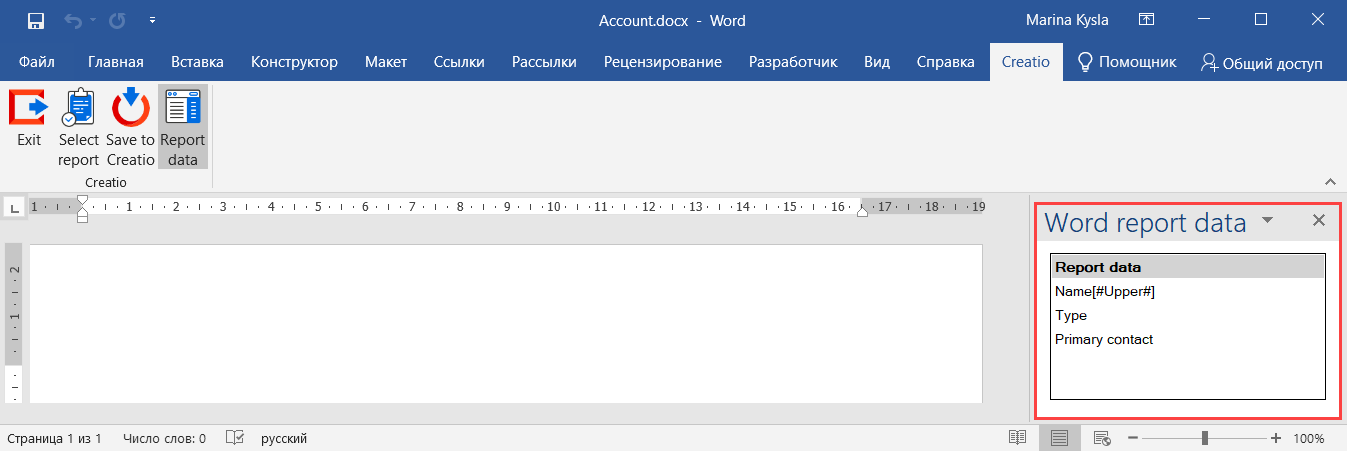 Account.docx - Word
Marina Kysla
Файл Главная Вставка Конструктор Макет Ссылки Рассылки Рецензирование Разработчик Вид Справка Creatio Помощник Общий доступ
Exit
Select report
Save to Creatio
Report data
Creatio
1 1 2 3 4 5 6 7 8 9 10 11 12 13 14 15 16 17 18 19
2
1
Word report data
Report data
Name[#Upper#]
Type
Primary contact
Страница 1 из 1 Число слов: 0 русский 100%